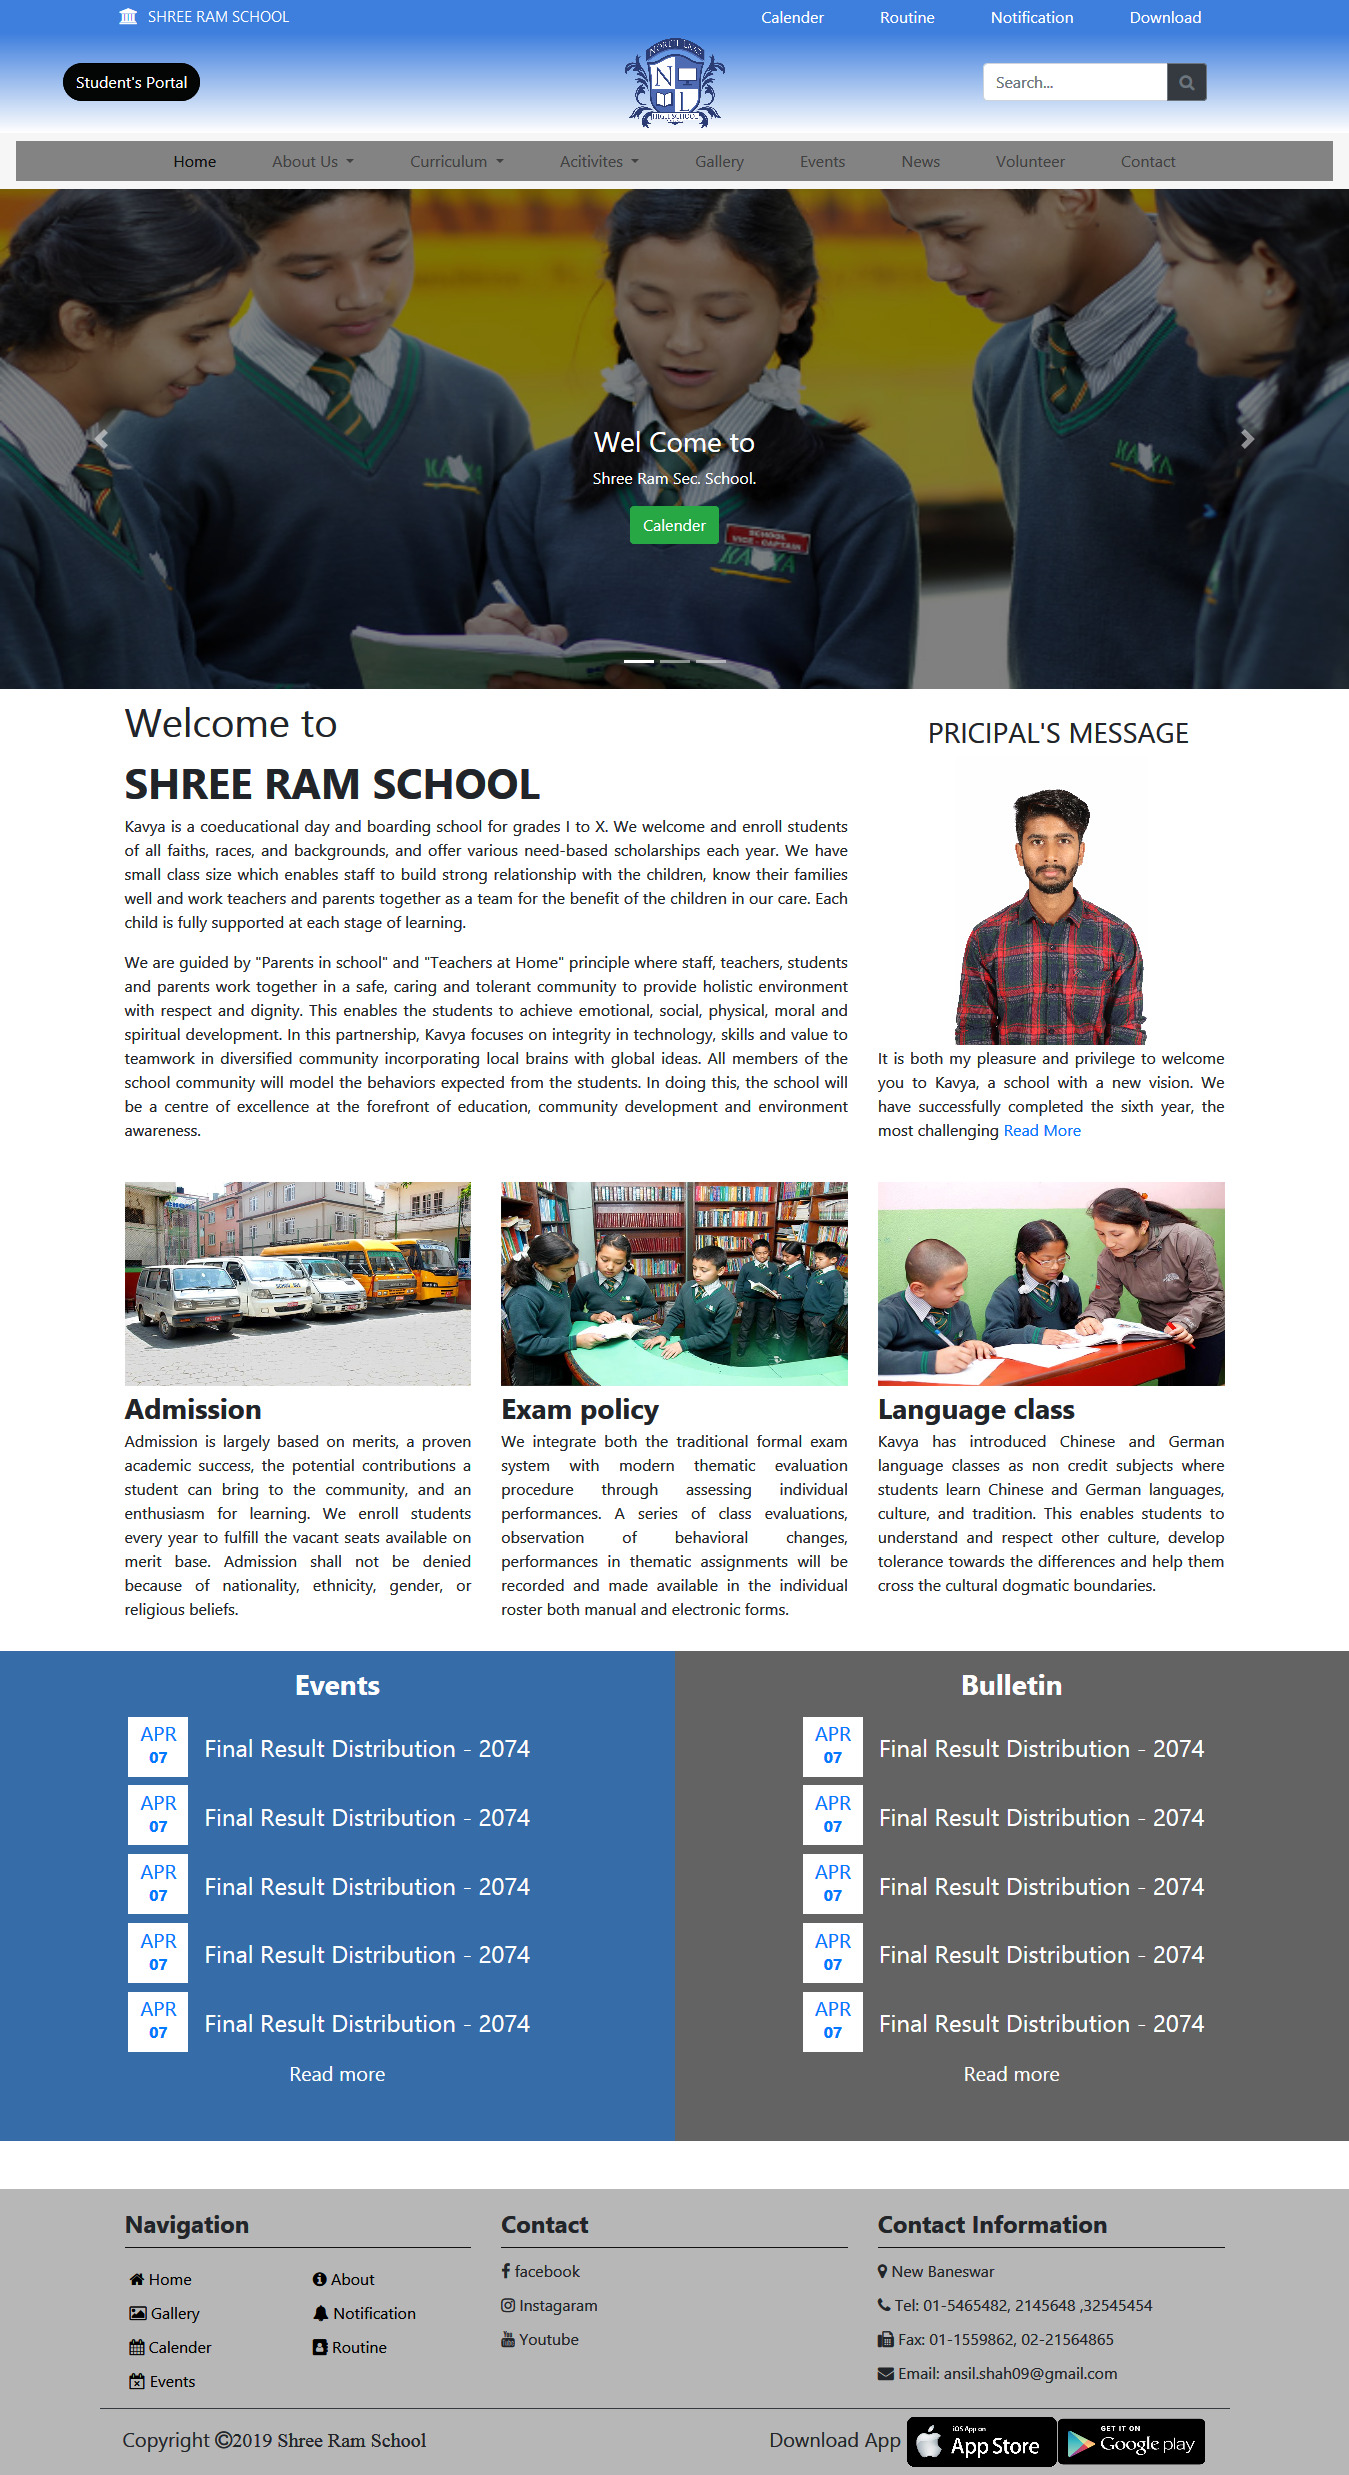 SHREE RAM SCHOOL
Calender Routine Notification Download
Student's Portal
N
L
HIGH SCHOOL
Search...
Home About Us Curriculum Acitivites Gallery Events News Volunteer Contact
Wel Come to
Shree Ram Sec. School.
Calender
SCHOOL
VICE - CAPTAIN
KAVYA
KAVYA
KAVYA
Welcome to
SHREE RAM SCHOOL
Kavya is a coeducational day and boarding school for grades I to X. We welcome and enroll students
of all faiths, races, and backgrounds, and offer various need-based scholarships each year. We have
small class size which enables staff to build strong relationship with the children, know their families
well and work teachers and parents together as a team for the benefit of the children in our care. Each
child is fully supported at each stage of learning.
We are guided by "Parents in school" and "Teachers at Home" principle where staff, teachers, students
and parents work together in a safe, caring and tolerant community to provide holistic environment
with respect and dignity. This enables the students to achieve emotional, social, physical, moral and
spiritual development. In this partnership, Kavya focuses on integrity in technology, skills and value to
teamwork in diversified community incorporating local brains with global ideas. All members of the
school community will model the behaviors expected from the students. In doing this, the school will
be a centre of excellence at the forefront of education, community development and environment
awareness.
PRICIPAL'S MESSAGE
It is both my pleasure and privilege to welcome
you to Kavya, a school with a new vision. We
have successfully completed the sixth year, the
most challenging Read More
Admission
Admission is largely based on merits, a proven
academic success, the potential contributions a
student can bring to the community, and an
enthusiasm for learning. We enroll students
every year to fulfill the vacant seats available on
merit base. Admission shall not be denied
because of nationality, ethnicity, gender, or
religious beliefs.
Exam policy
We integrate both the traditional formal exam
system with modern thematic evaluation
procedure through assessing individual
performances. A series of class evaluations,
observation of behavioral changes,
performances in thematic assignments will be
recorded and made available in the individual
roster both manual and electronic forms.
Language class
Kavya has introduced Chinese and German
language classes as non credit subjects where
students learn Chinese and German languages,
culture, and tradition. This enables students to
understand and respect other culture, develop
tolerance towards the differences and help them
cross the cultural dogmatic boundaries.
Events
APR
07
Final Result Distribution - 2074
APR
07
Final Result Distribution - 2074
APR
07
Final Result Distribution - 2074
APR
07
Final Result Distribution - 2074
APR
07
Final Result Distribution - 2074
Read more
Bulletin
APR
07
Final Result Distribution - 2074
APR
07
Final Result Distribution - 2074
APR
07
Final Result Distribution - 2074
APR
07
Final Result Distribution - 2074
APR
07
Final Result Distribution - 2074
Read more
Navigation
Home
About
Gallery
Notification
Calender
Routine
Events
Contact
facebook
Instagaram
Youtube
Contact Information
New Baneswar
Tel: 01-5465482, 2145648 ,32545454
Fax: 01-1559862, 02-21564865
Email: ansil.shah09@gmail.com
Copyright ©2019 Shree Ram School
Download App
iOS App on
App Store
GET IT ON
Google play